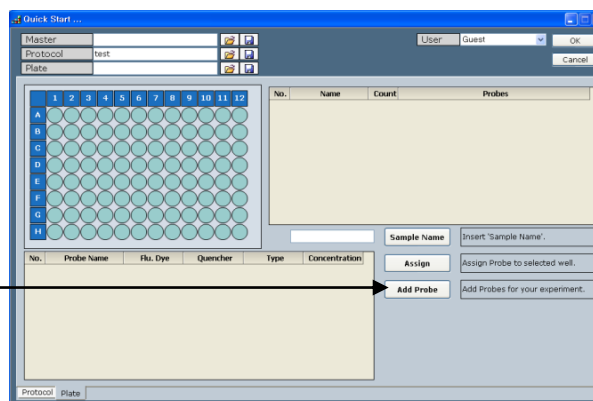 Quick Start ...
Master
User Guest OK
Protocol test
Cancel
Plate
No. Name Count Probes
1 2 3 4 5 6 7 8 9 10 11 12
A
B
C
D
E
F
G
H
Sample Name Insert 'Sample Name'.
No. Probe Name Flu. Dye Quencher Type Concentration
Assign Assign Probe to selected well.
Add Probe Add Probes for your experiment.
Protocol Plate